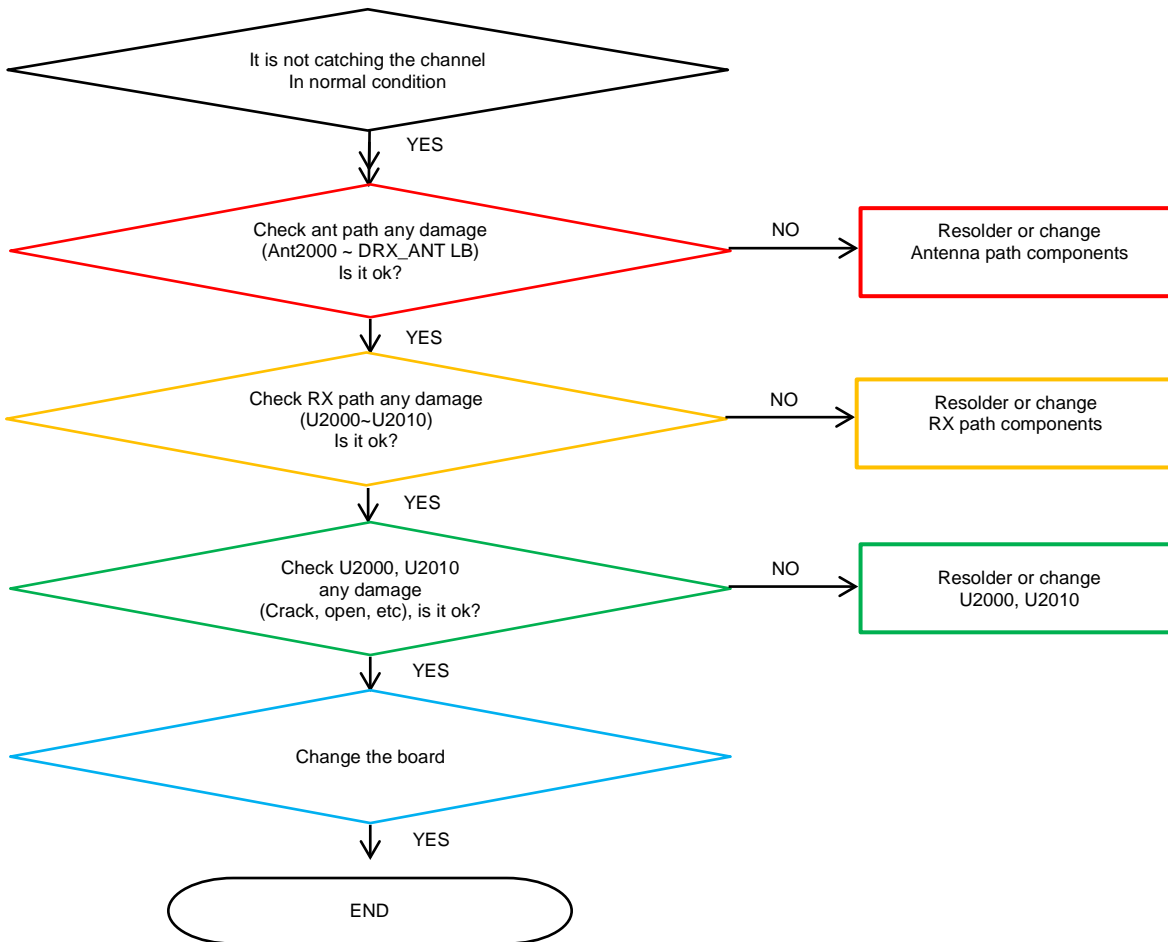 It is not catching the channel
In normal condition
YES
Check ant path any damage
(Ant2000 ~ DRX_ANT LB)
Is it ok?
NO
Resolder or change
Antenna path components
YES
Check RX path any damage
(U2000~U2010)
Is it ok?
NO
Resolder or change
RX path components
YES
Check U2000, U2010
any damage
(Crack, open, etc), is it ok?
NO
Resolder or change
U2000, U2010
YES
Change the board
YES
END